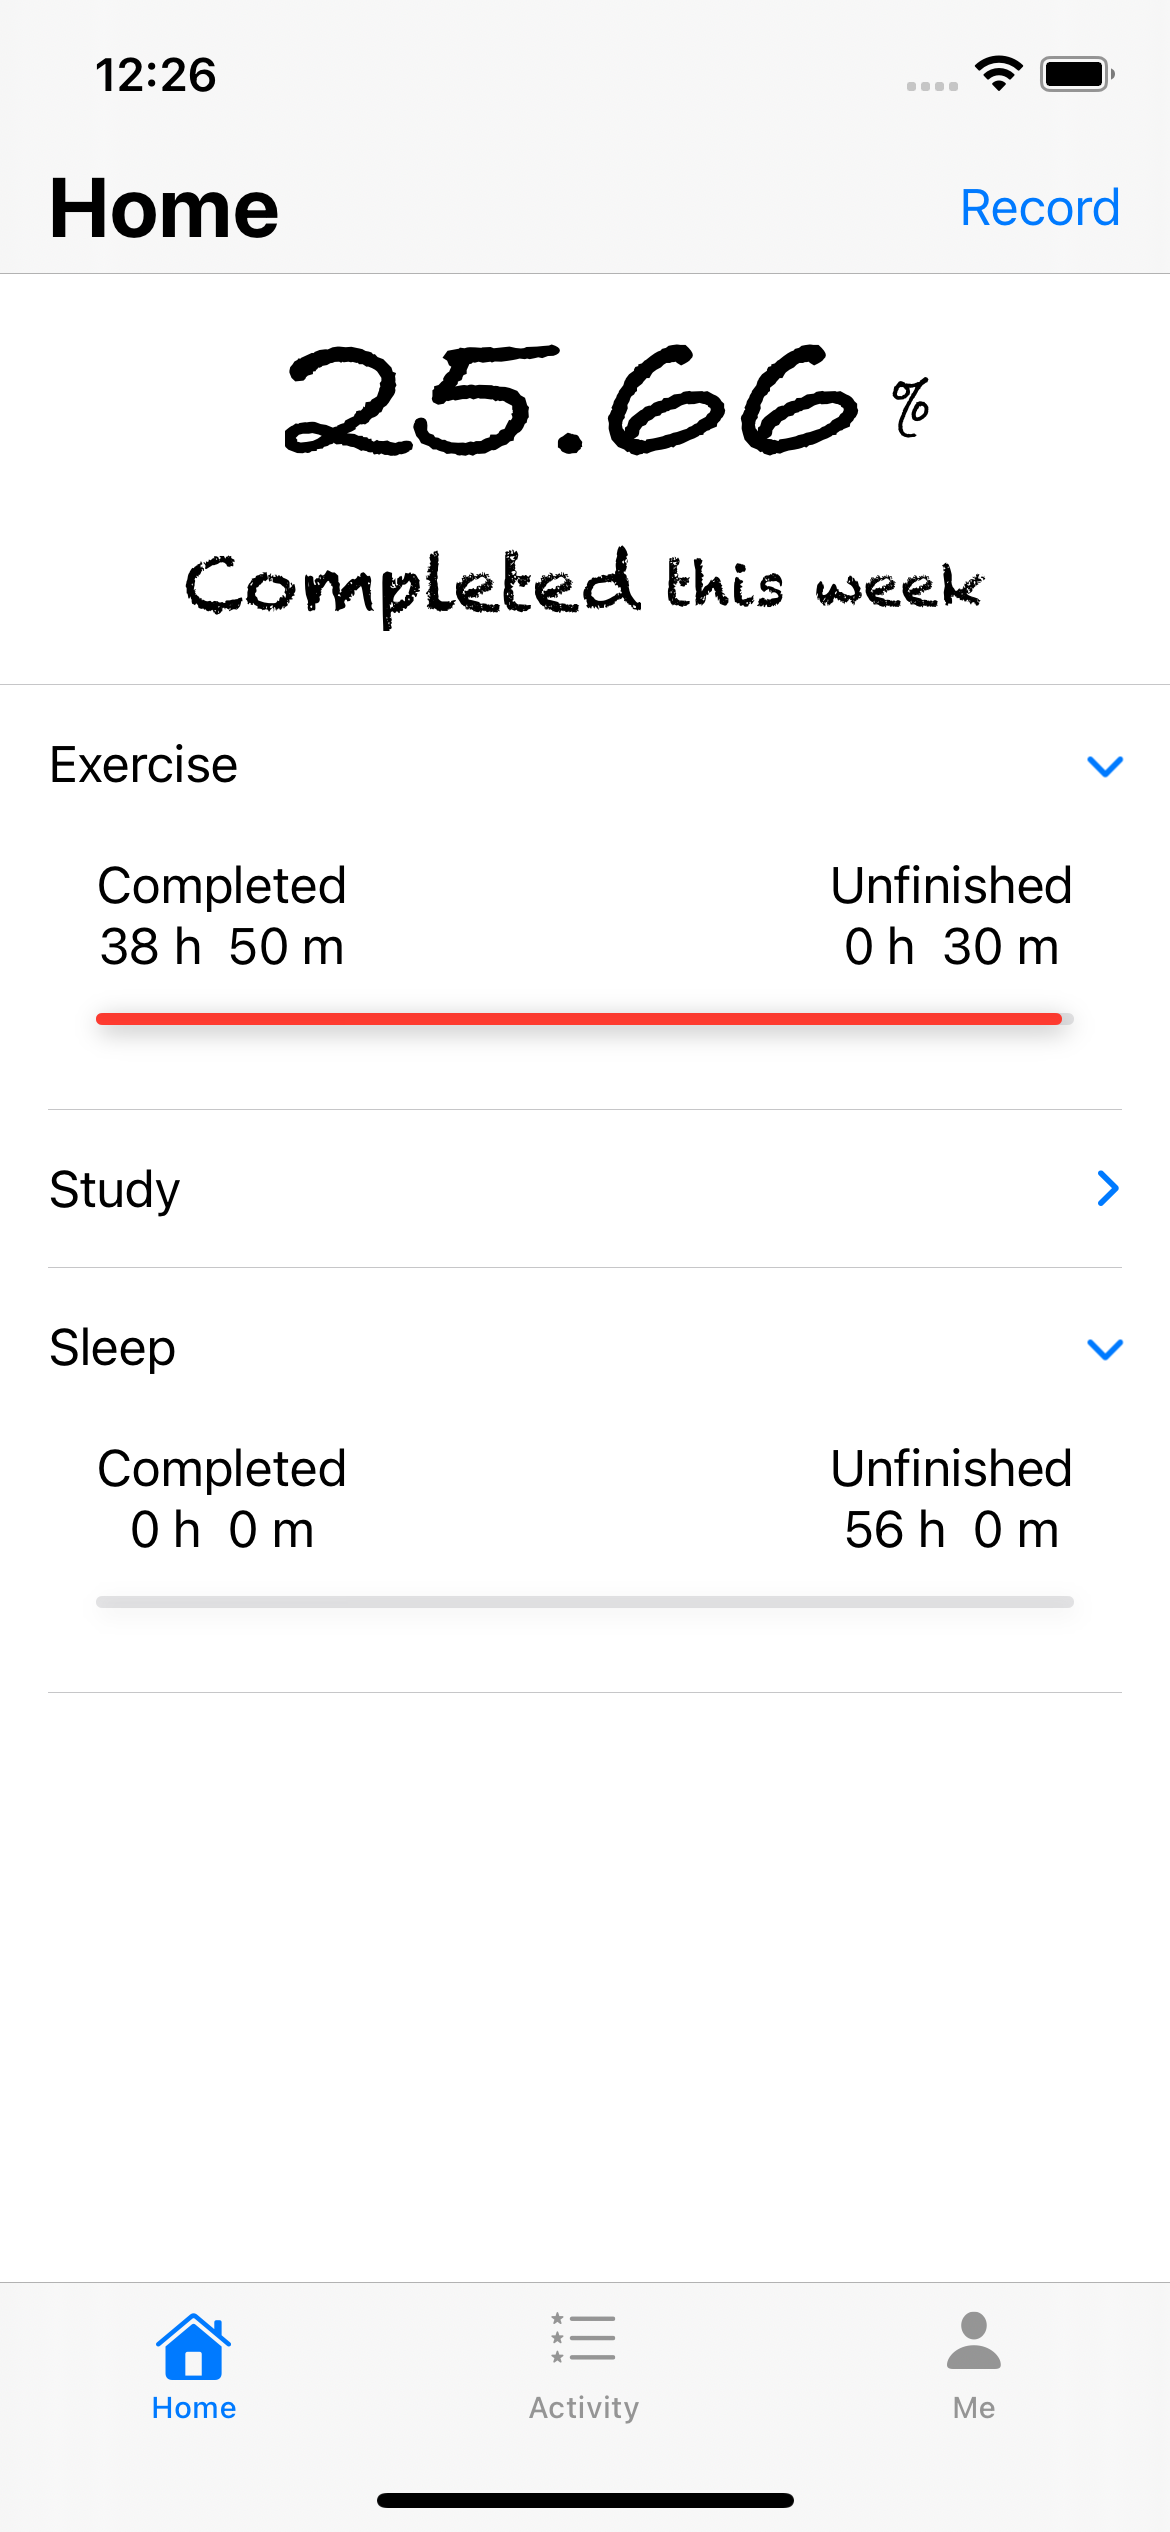 12:26
Home Record
25.66 %
Completed this week
Exercise
Completed Unfinished
38 h 50 m 0 h 30 m
Study
Sleep
Completed Unfinished
0 h 0 m 56 h 0 m
Home Activity Me